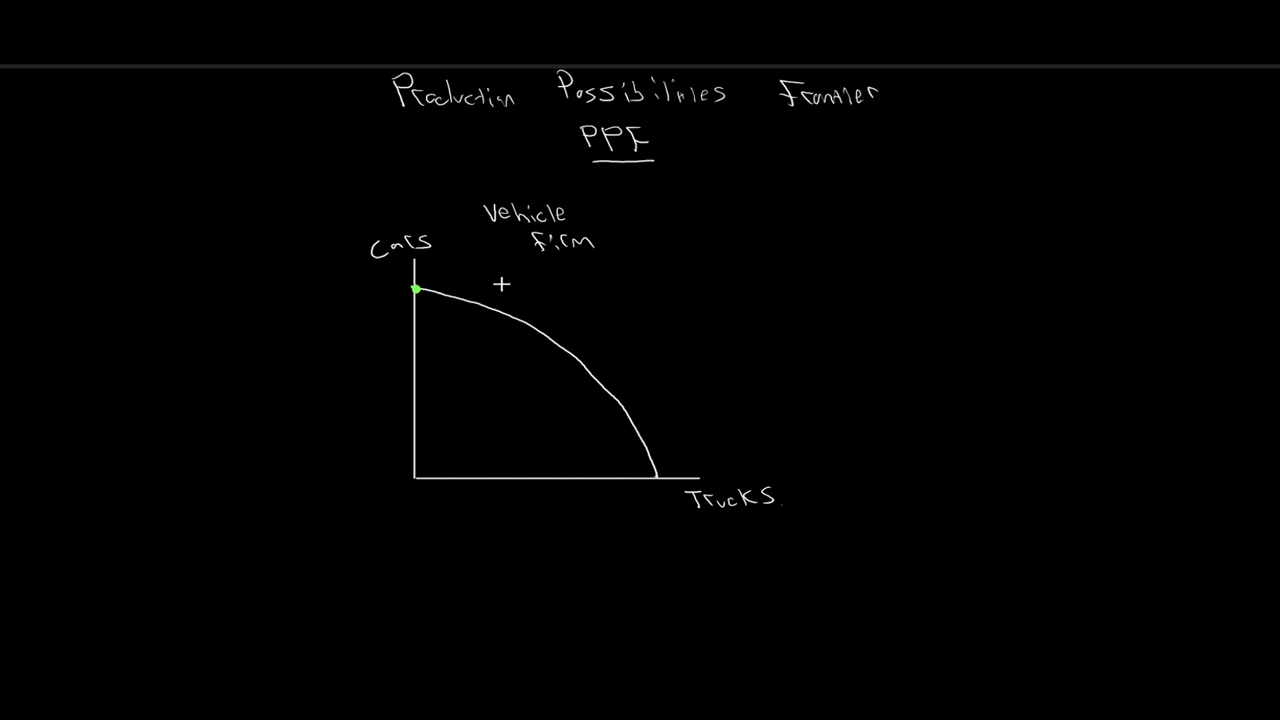 Production Possibilities Frontier
PPF
Vehicle
Firm
Cars
Trucks